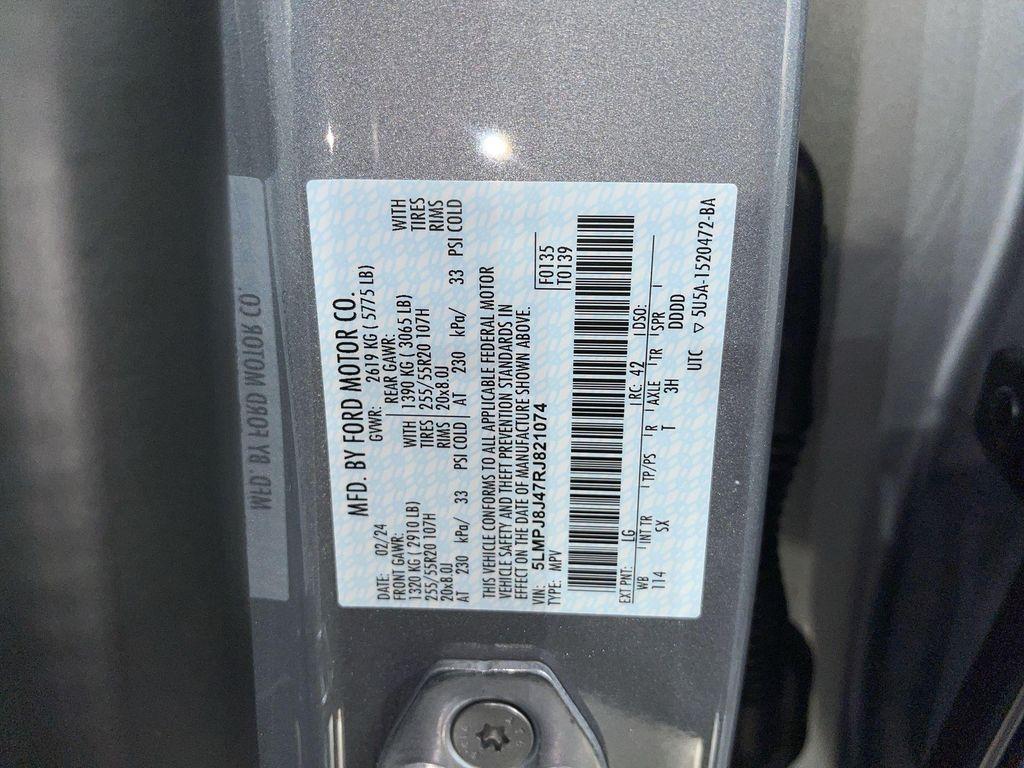 MFD. BY FORD MOTOR CO.
DATE: 02/24 GVWR: 2619 KG ( 5775 LB)
FRONT GAWR: REAR GAWR:
1320 KG ( 2910 LB) WITH 1390 KG ( 3065 LB) WITH
255/55R20 107H TIRES 255/55R20 107H TIRES
20x8.0J RIMS 20x8.0J RIMS
AT 230 kPa/ 33 PSI COLD AT 230 kPa/ 33 PSI COLD
THIS VEHICLE CONFORMS TO ALL APPLICABLE FEDERAL MOTOR
VEHICLE SAFETY AND THEFT PREVENTION STANDARDS IN
EFFECT ON THE DATE OF MANUFACTURE SHOWN ABOVE.
VIN: 5LMPJ8J47RJ821074 F0135
TYPE: MPV T0139
EXT PNT: LG RC: 42 DSO:
WB INTTR TP/PS R AXLE TR SPR
114 SX T 3H DDDD
UTC ▽ 5U5A-1520472-BA
MFD. BY FORD MOTOR CO.